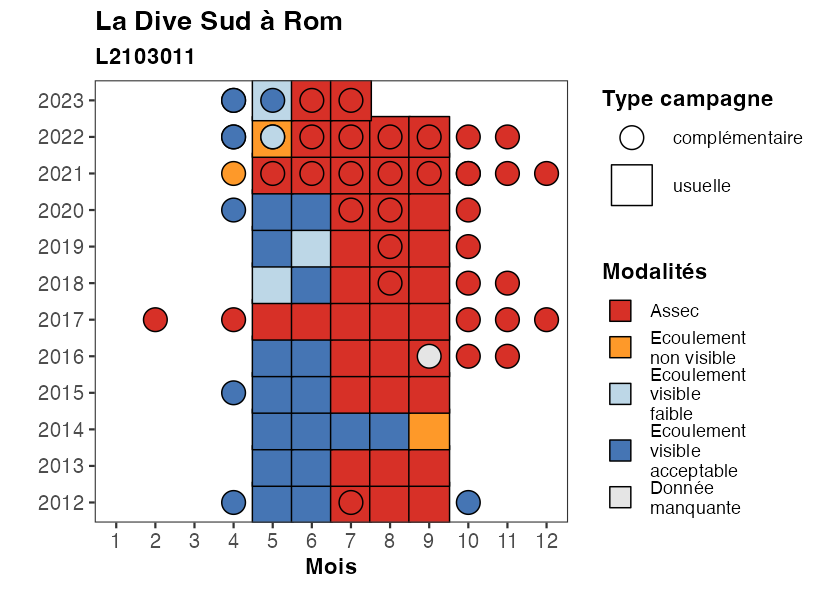 La Dive Sud à Rom
L2103011
2023
2022
2021
2020
2019
2018
2017
2016
2015
2014
2013
2012
1 2 3 4 5 6 7 8 9 10 11 12
Mois
Type campagne
complémentaire
usuelle
Modalités
Assec
Ecoulement
non visible
Ecoulement
visible
faible
Ecoulement
visible
acceptable
Donnée
manquante